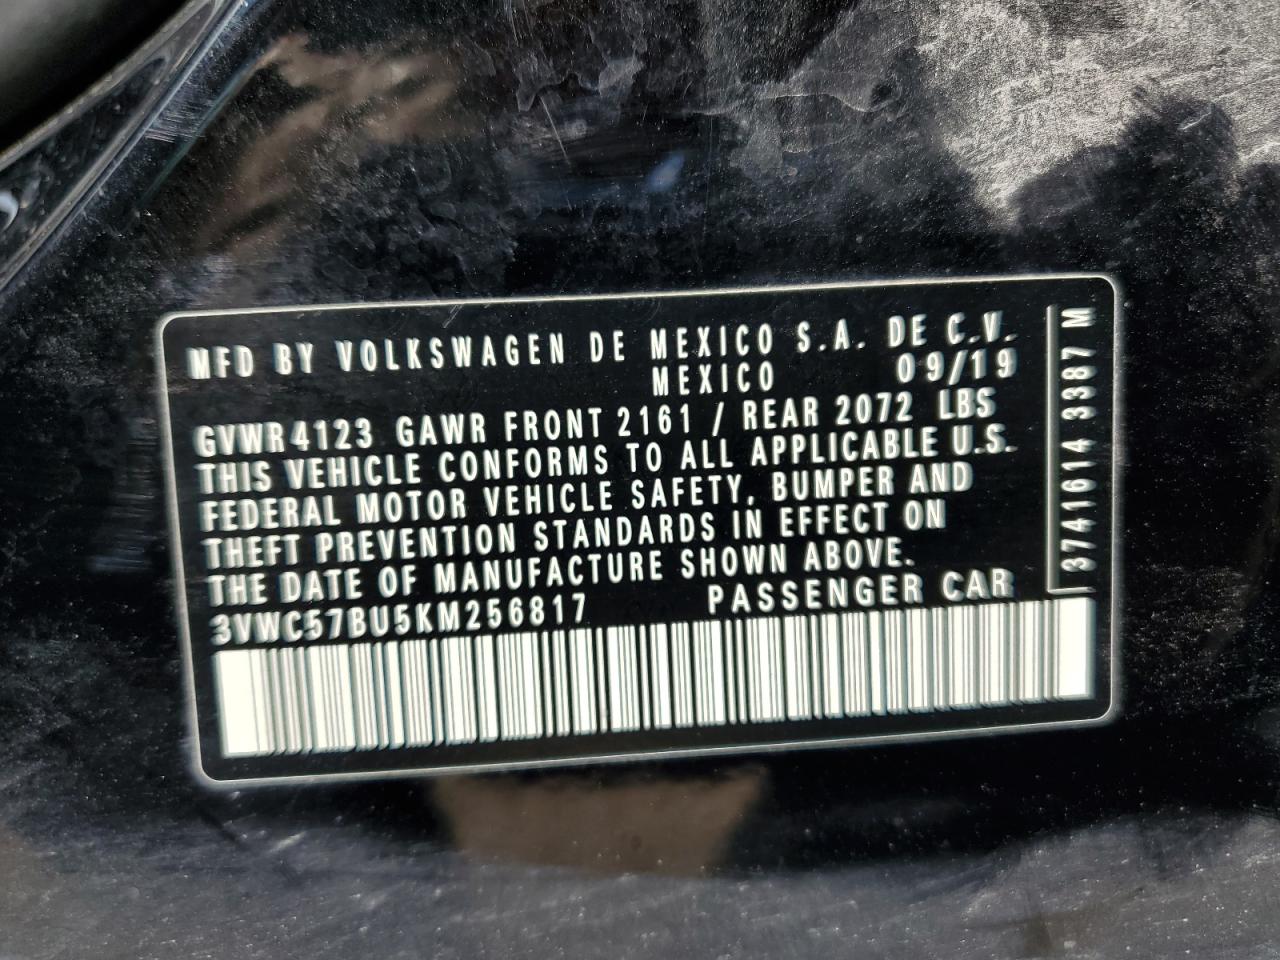 MFD BY VOLKSWAGEN DE MEXICO S.A. DE C.V.
MEXICO 09/19
GVWR 4123 GAWR FRONT 2161 / REAR 2072 LBS
THIS VEHICLE CONFORMS TO ALL APPLICABLE U.S.
FEDERAL MOTOR VEHICLE SAFETY, BUMPER AND
THEFT PREVENTION STANDARDS IN EFFECT ON
THE DATE OF MANUFACTURE SHOWN ABOVE.
3VWC57BU5KM256817 PASSENGER CAR
3741614 3387 M